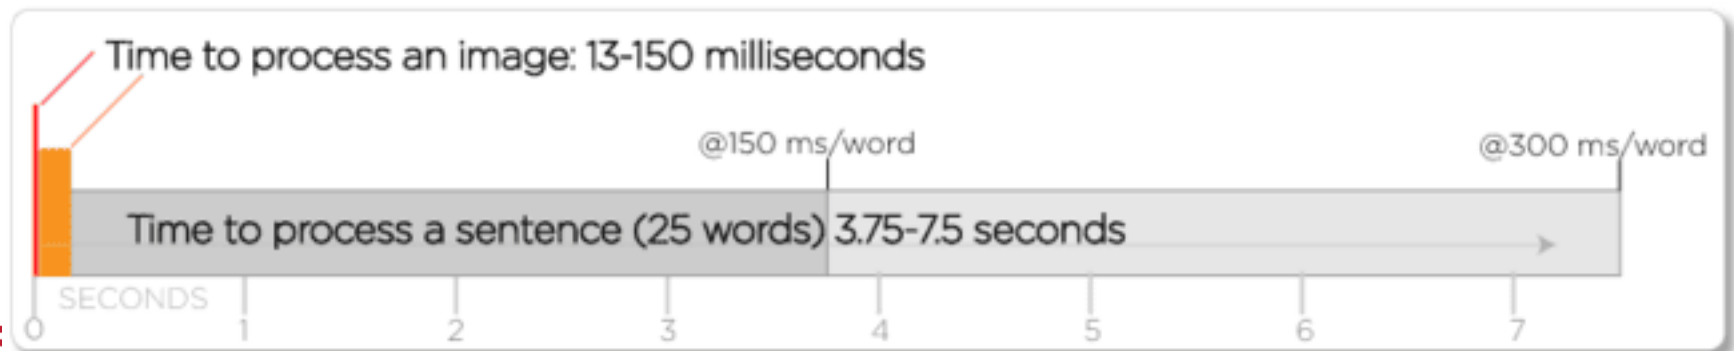 Time to process an image: 13-150 milliseconds
@150 ms/word
@300 ms/word
Time to process a sentence (25 words) 3.75-7.5 seconds
SECONDS
0 1 2 3 4 5 6 7